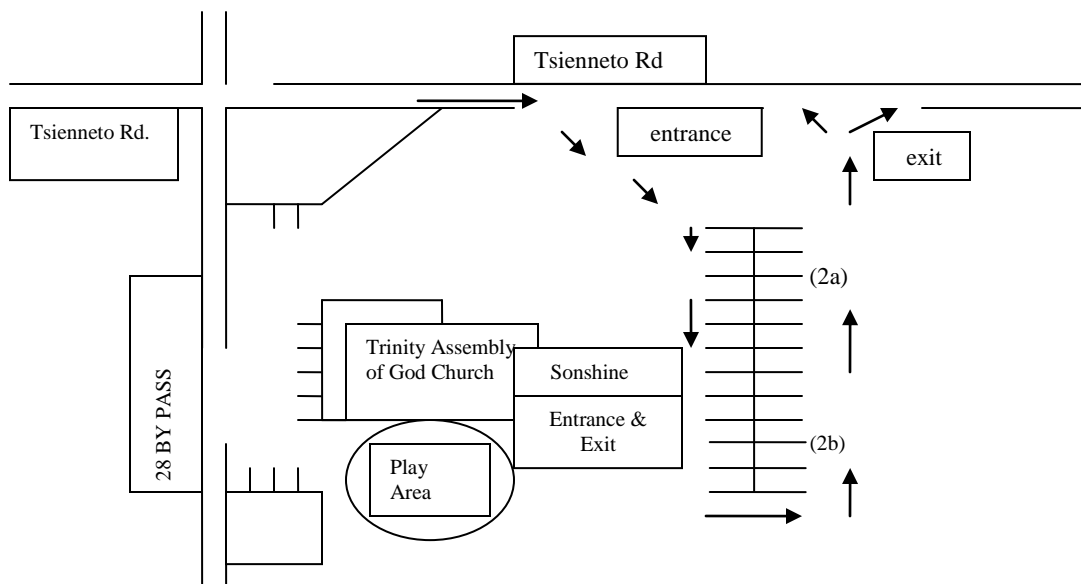 Tsienneto Rd
Tsienneto Rd.
entrance
exit
(2a)
Trinity Assembly
of God Church
Sonshine
Entrance &
Exit
(2b)
28 BY PASS
Play
Area